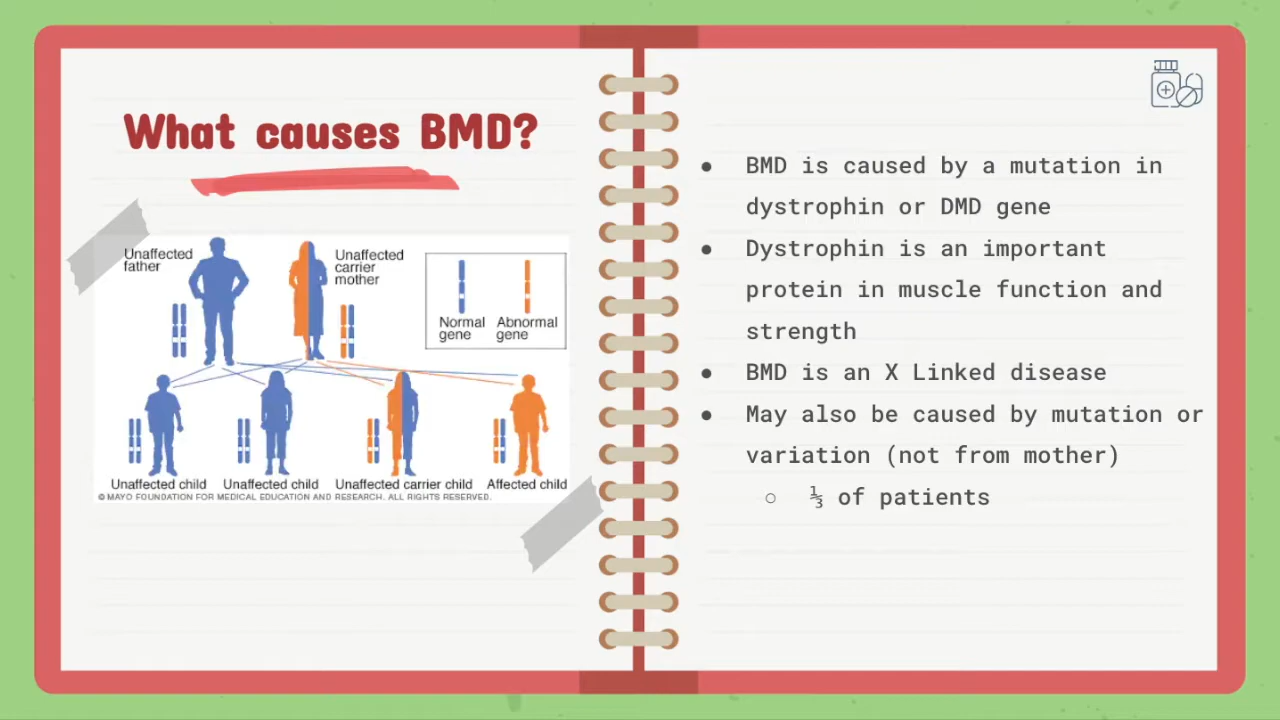 What causes BMD?
Unaffected
father
Unaffected
carrier
mother
Normal
gene
Abnormal
gene
Unaffected child
Unaffected child
Unaffected carrier child
Affected child
© MAYO FOUNDATION FOR MEDICAL EDUCATION AND RESEARCH. ALL RIGHTS RESERVED.
● BMD is caused by a mutation in
dystrophin or DMD gene
● Dystrophin is an important
protein in muscle function and
strength
● BMD is an X Linked disease
● May also be caused by mutation or
variation (not from mother)
○ ⅓ of patients